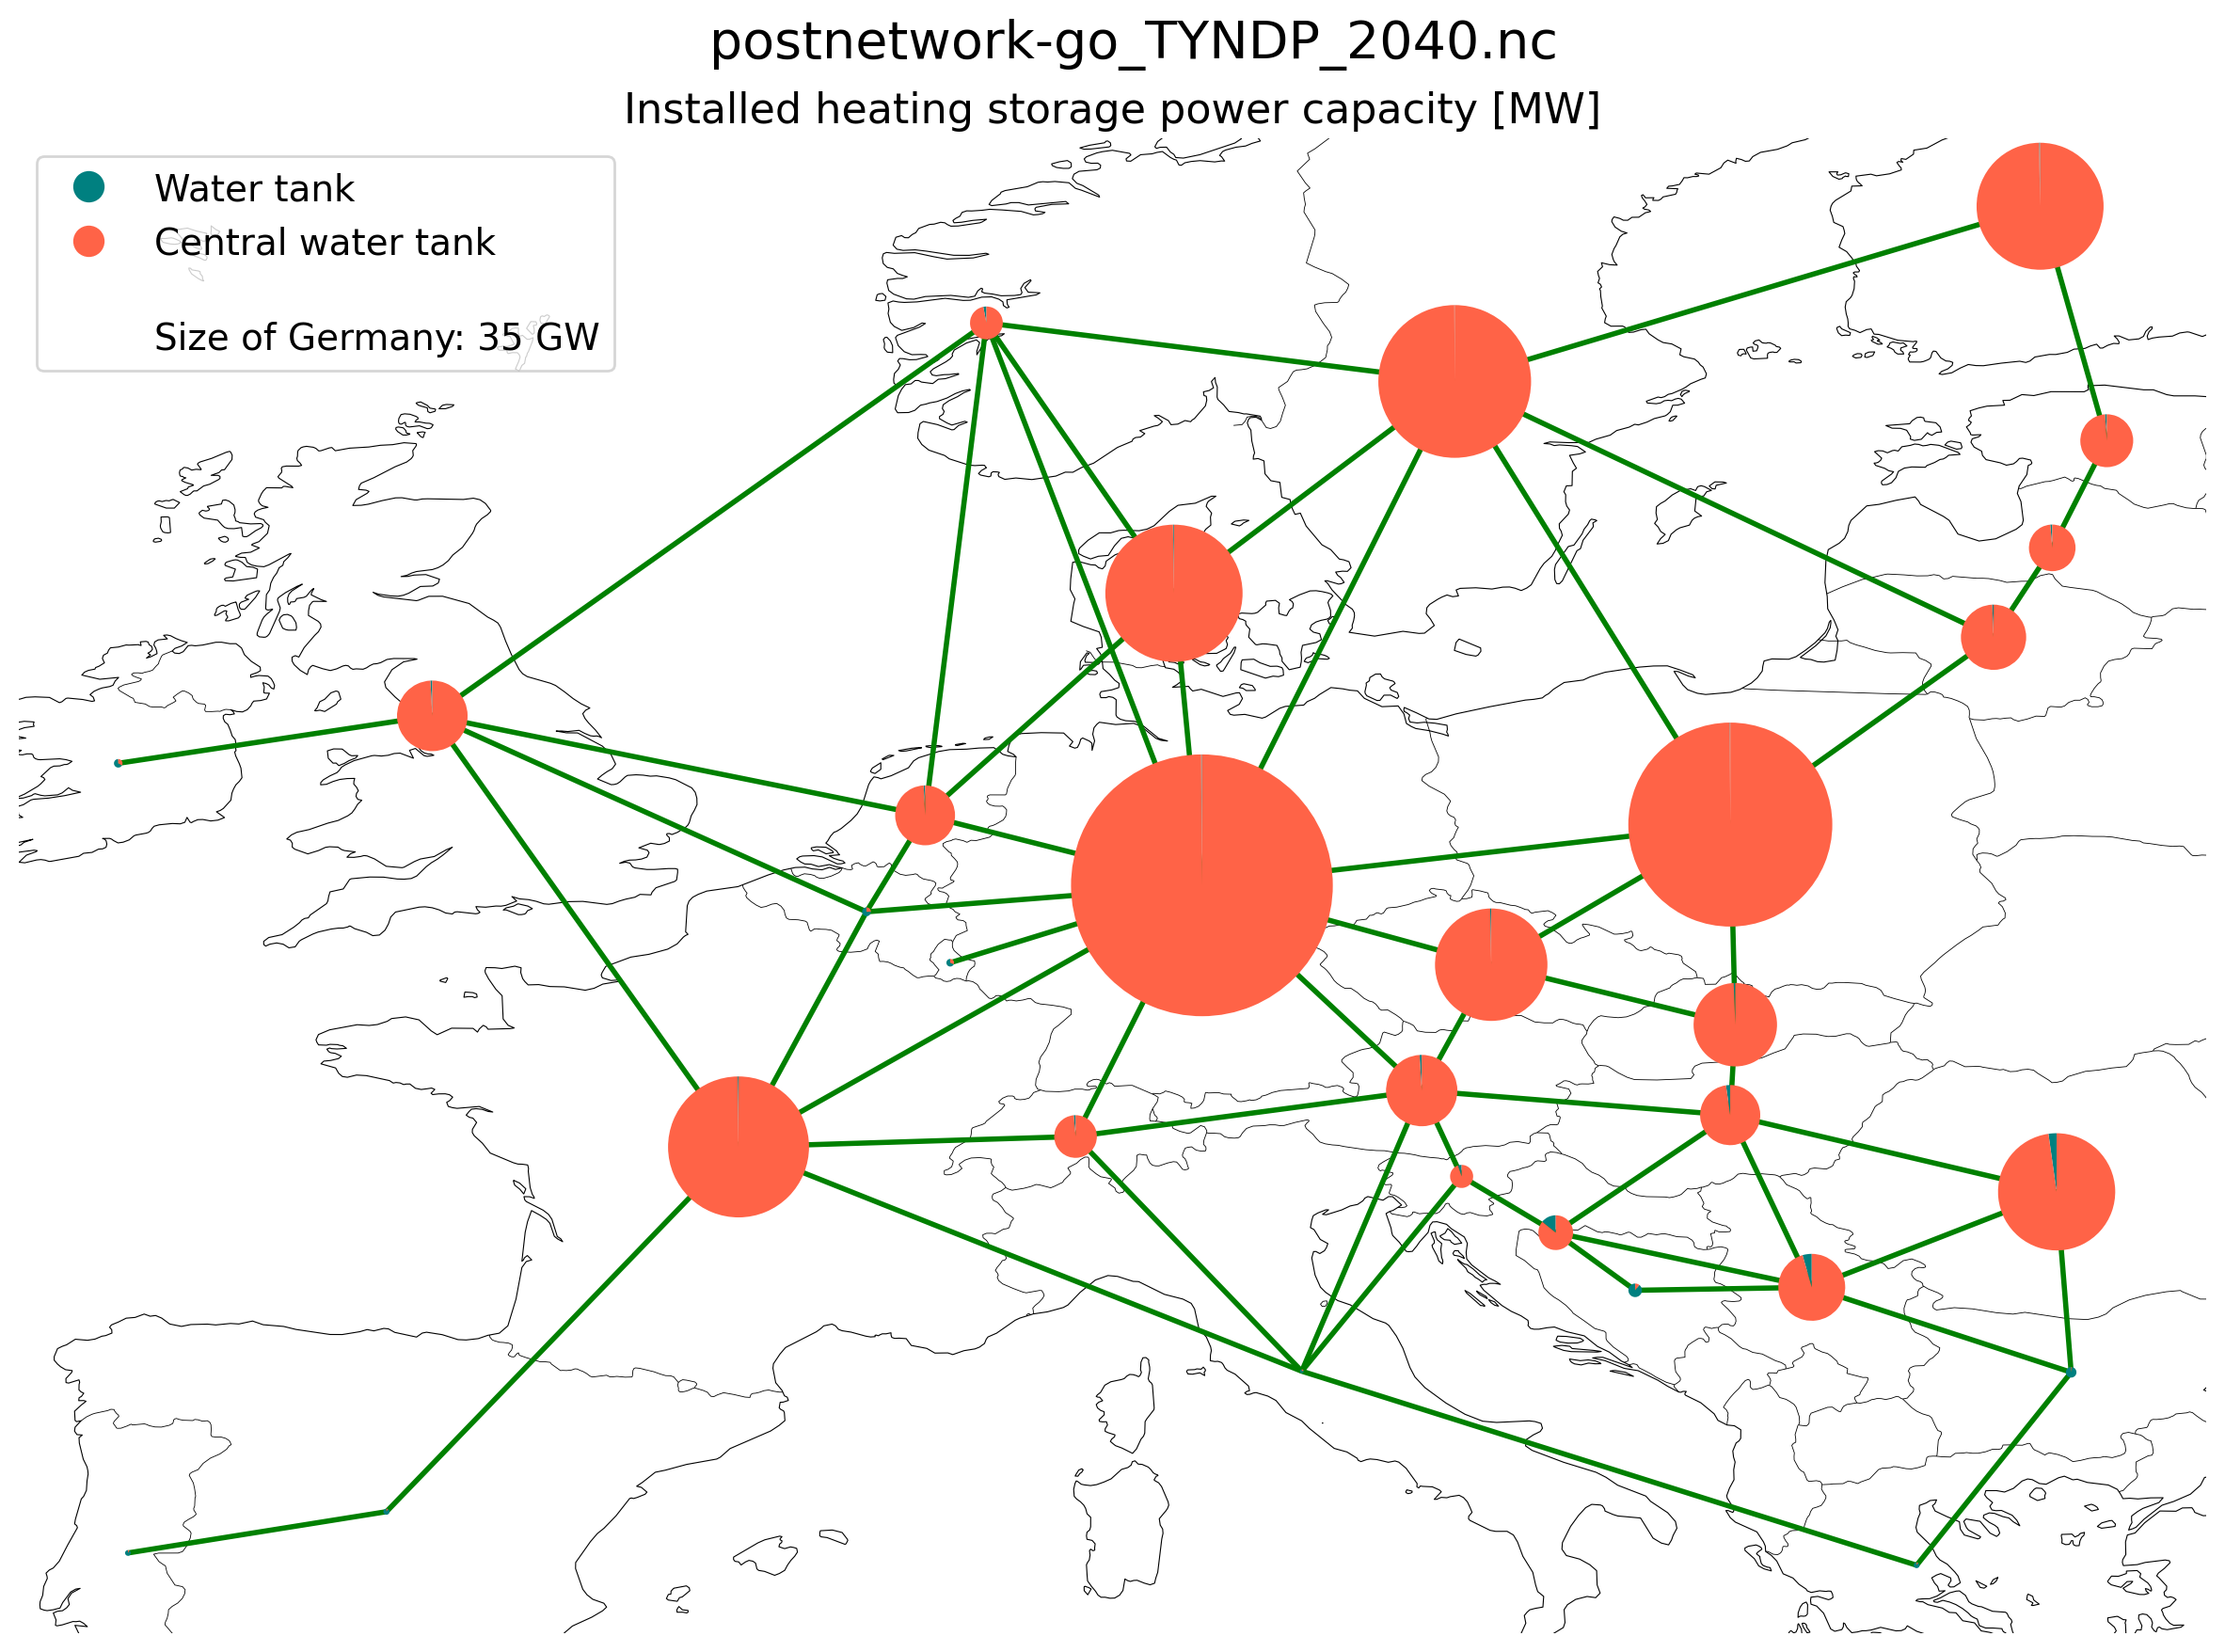 postnetwork-go_TYNDP_2040.nc
Installed heating storage power capacity [MW]
Water tank
Central water tank
Size of Germany: 35 GW